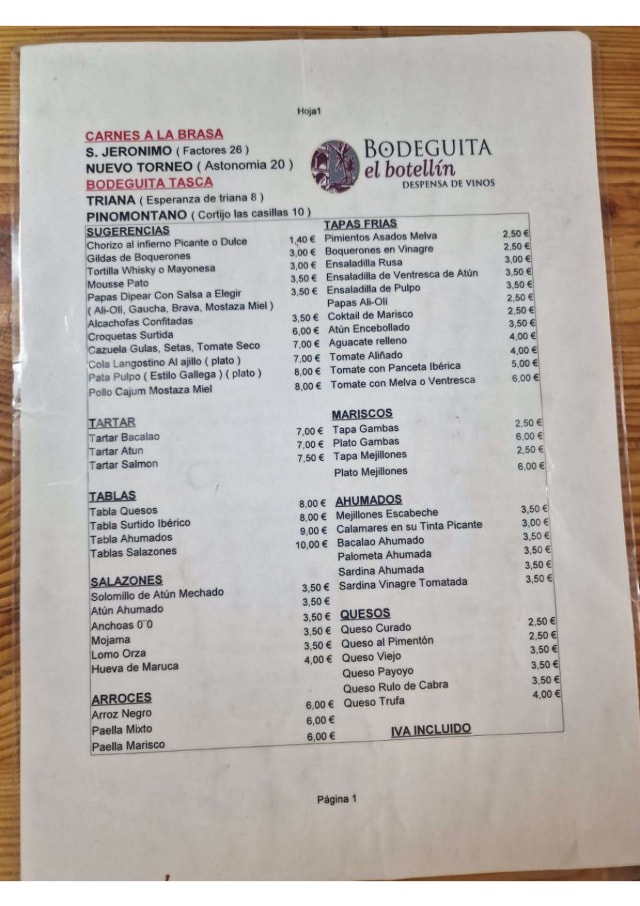 Hoja1
CARNES A LA BRASA
S. JERONIMO ( Factores 26 )
NUEVO TORNEO ( Astonomia 20 )
BODEGUITA TASCA
TRIANA ( Esperanza de triana 8 )
PINOMONTANO ( Cortijo las casillas 10 )
BODEGUITA
el botellín
DESPENSA DE VINOS
SUGERENCIAS
Chorizo al infierno Picante o Dulce 1,40 €
Gildas de Boquerones 3,00 €
Tortilla Whisky o Mayonesa 3,00 €
Mousse Pato 3,50 €
Papas Dipear Con Salsa a Elegir 3,50 €
( Ali-Oli, Gaucha, Brava, Mostaza Miel )
Alcachofas Confitadas 3,50 €
Croquetas Surtida 6,00 €
Cazuela Gulas, Setas, Tomate Seco 7,00 €
Cola Langostino Al ajillo ( plato ) 7,00 €
Pata Pulpo ( Estilo Gallega ) ( plato ) 8,00 €
Pollo Cajum Mostaza Miel 8,00 €
TARTAR
Tartar Bacalao 7,00 €
Tartar Atun 7,00 €
Tartar Salmon 7,50 €
TABLAS
Tabla Quesos 8,00 €
Tabla Surtido Ibérico 8,00 €
Tabla Ahumados 9,00 €
Tablas Salazones 10,00 €
SALAZONES
Solomillo de Atún Mechado 3,50 €
Atún Ahumado 3,50 €
Anchoas 0¨0 3,50 €
Mojama 3,50 €
Lomo Orza 3,50 €
Hueva de Maruca 4,00 €
ARROCES
Arroz Negro 6,00 €
Paella Mixto 6,00 €
Paella Marisco 6,00 €
TAPAS FRIAS
Pimientos Asados Melva 2,50 €
Boquerones en Vinagre 2,50 €
Ensaladilla Rusa 3,00 €
Ensaladilla de Ventresca de Atún 3,50 €
Ensaladilla de Pulpo 3,50 €
Papas Ali-Oli 2,50 €
Coktail de Marisco 2,50 €
Atún Encebollado 3,50 €
Aguacate relleno 4,00 €
Tomate Aliñado 4,00 €
Tomate con Panceta Ibérica 5,00 €
Tomate con Melva o Ventresca 6,00 €
MARISCOS
Tapa Gambas 2,50 €
Plato Gambas 6,00 €
Tapa Mejillones 2,50 €
Plato Mejillones 6,00 €
AHUMADOS
Mejillones Escabeche 3,50 €
Calamares en su Tinta Picante 3,00 €
Bacalao Ahumado 3,50 €
Palometa Ahumada 3,50 €
Sardina Ahumada 3,50 €
Sardina Vinagre Tomatada 3,50 €
QUESOS
Queso Curado 2,50 €
Queso al Pimentón 2,50 €
Queso Viejo 3,50 €
Queso Payoyo 3,50 €
Queso Rulo de Cabra 3,50 €
Queso Trufa 4,00 €
IVA INCLUIDO
Página 1